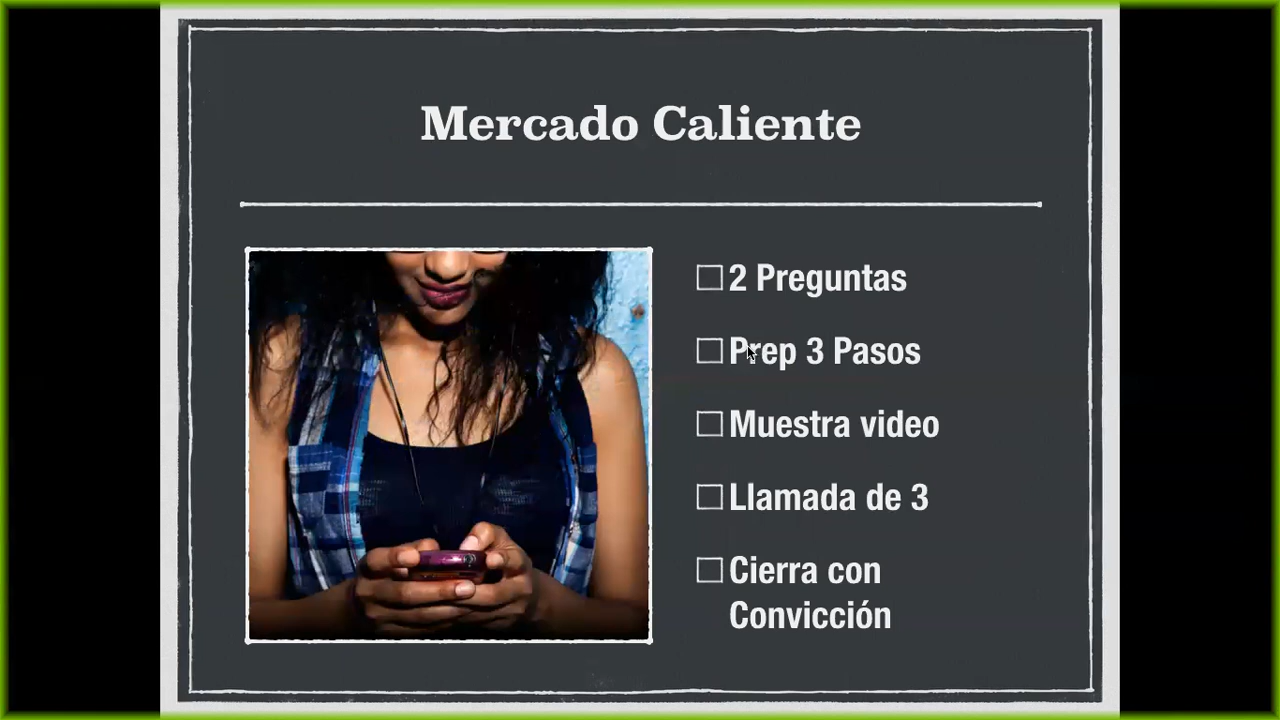 Mercado Caliente
2 Preguntas
Prep 3 Pasos
Muestra video
Llamada de 3
Cierra con
Convicción